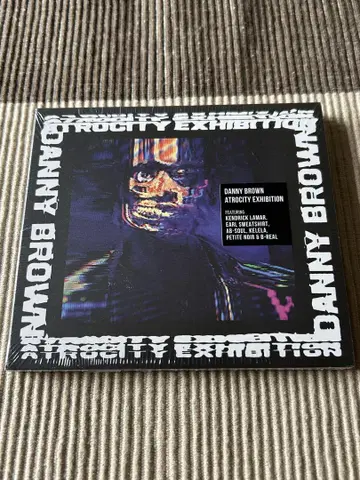 ATROCITY EXHIBITION
DANNY BROWN
DANNY BROWN
ATROCITY EXHIBITION
FEATURING
KENDRICK LAMAR,
EARL SWEATSHIRT,
AB-SOUL, KELELA,
PETITE NOIR & B-REAL
DANNY BROWN
ATROCITY EXHIBITION